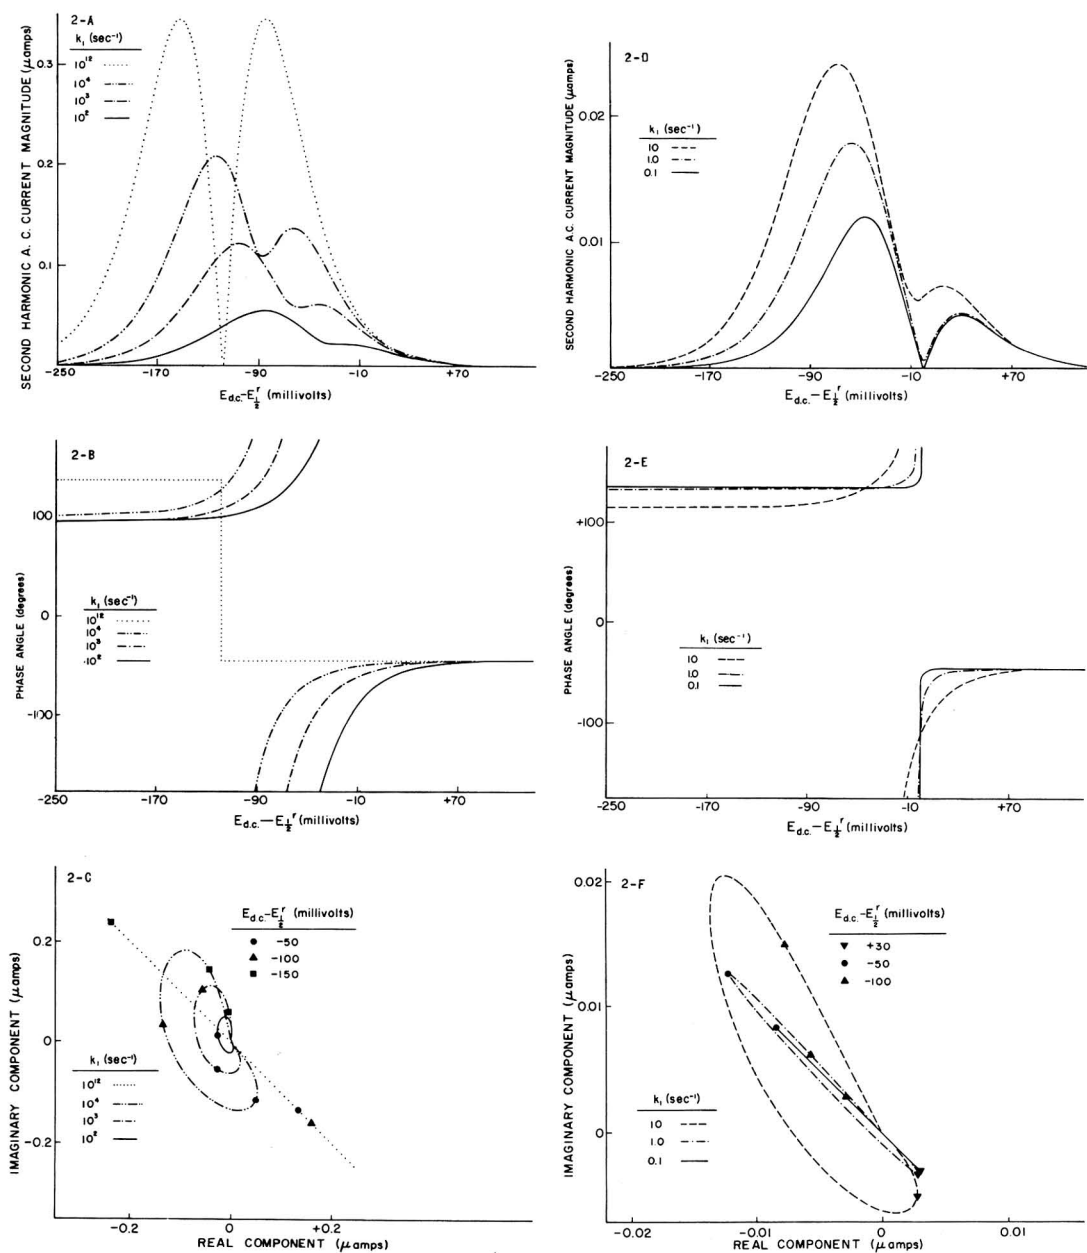 2-A
k₁ (sec⁻¹)
10¹²
10⁴
10³
10²
SECOND HARMONIC A. C. CURRENT MAGNITUDE (μamps)
0.3
0.2
0.1
-250
-170
-90
-10
+70
E d.c.-E½ʳ (millivolts)
2-D
k₁ (sec⁻¹)
10
1.0
0.1
SECOND HARMONIC A.C. CURRENT MAGNITUDE (μamps)
0.02
0.01
-250
-170
-90
-10
+70
E d.c.-E½ʳ (millivolts)
2-B
k₁ (sec⁻¹)
10¹²
10⁴
10³
10²
PHASE ANGLE (degrees)
100
0
-100
-250
-170
-90
-10
+70
E d.c.-E½ʳ (millivolts)
2-E
k₁ (sec⁻¹)
10
1.0
0.1
PHASE ANGLE (degrees)
+100
0
-100
-250
-170
-90
-10
+70
E d.c.-E½ʳ (millivolts)
2-C
E d.c.-E½ʳ (millivolts)
-50
-100
-150
k₁ (sec⁻¹)
10¹²
10⁴
10³
10²
IMAGINARY COMPONENT (μamps)
0.2
0
-0.2
-0.2
0
+0.2
REAL COMPONENT (μamps)
2-F
E d.c.-E½ʳ (millivolts)
+30
-50
-100
k₁ (sec⁻¹)
10
1.0
0.1
IMAGINARY COMPONENT (μamps)
0.02
0.01
0
-0.02
-0.01
0
0.01
REAL COMPONENT (μamps)